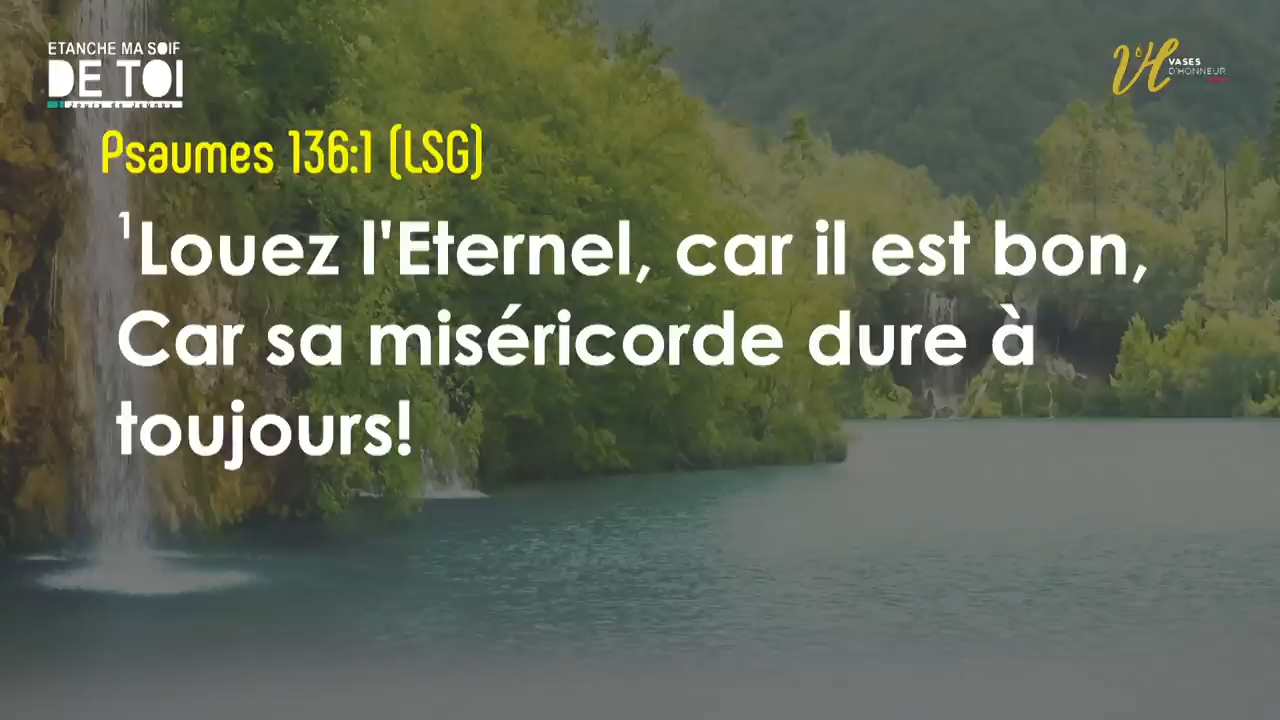 ETANCHE MA SOIF
DE TOI
VH VASES
D'HONNEUR
Psaumes 136:1 (LSG)
1Louez l'Eternel, car il est bon,
Car sa miséricorde dure à
toujours!